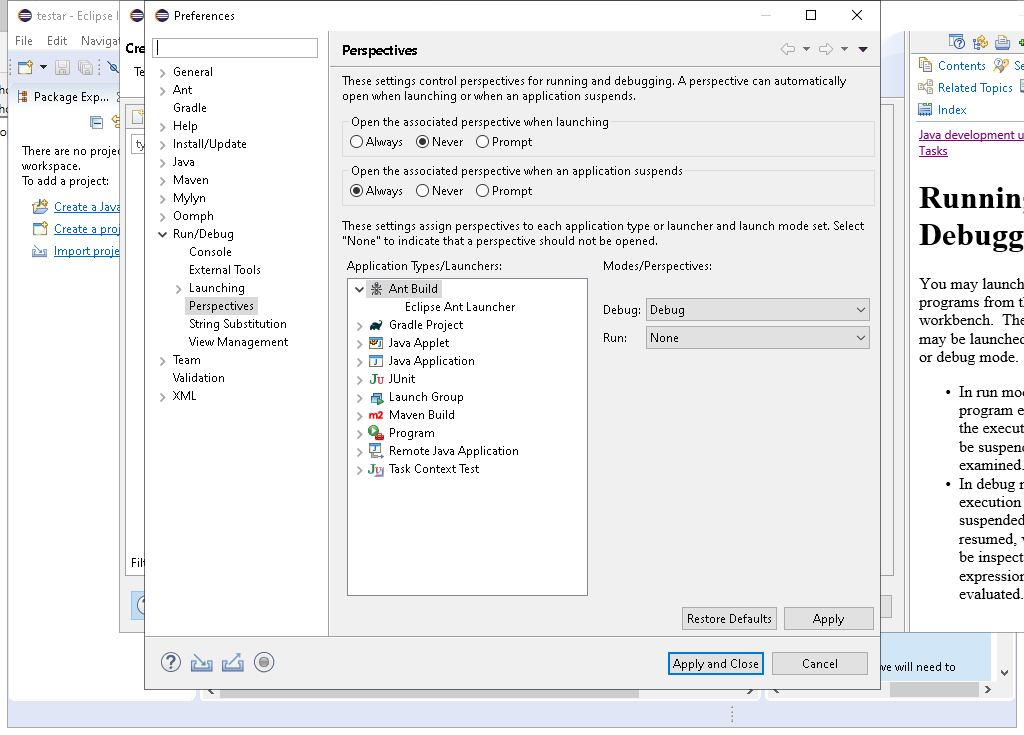 testar - Eclipse I
File Edit Naviga
Package Exp...
There are no projec
workspace.
To add a project:
Create a Java
Create a proj
Import proje
Cre
Te
ty
Filt
Preferences
General
Ant
Gradle
Help
Install/Update
Java
Maven
Mylyn
Oomph
Run/Debug
Console
External Tools
Launching
Perspectives
String Substitution
View Management
Team
Validation
XML
Perspectives
These settings control perspectives for running and debugging. A perspective can automatically
open when launching or when an application suspends.
Open the associated perspective when launching
Always Never Prompt
Open the associated perspective when an application suspends
Always Never Prompt
These settings assign perspectives to each application type or launcher and launch mode set. Select
"None" to indicate that a perspective should not be opened.
Application Types/Launchers:
Ant Build
Eclipse Ant Launcher
Gradle Project
Java Applet
Java Application
JUnit
Launch Group
m2 Maven Build
Program
Remote Java Application
Task Context Test
Modes/Perspectives:
Debug: Debug
Run: None
Restore Defaults Apply
Apply and Close Cancel
Contents Se
Related Topics
Index
Java development u
Tasks
Running
Debugg
You may launch
programs from th
workbench. The
may be launched
or debug mode.
• In run mod
program e
the execut
be suspend
examined.
• In debug m
execution
suspended
resumed, v
be inspect
expression
evaluated.
we will need to